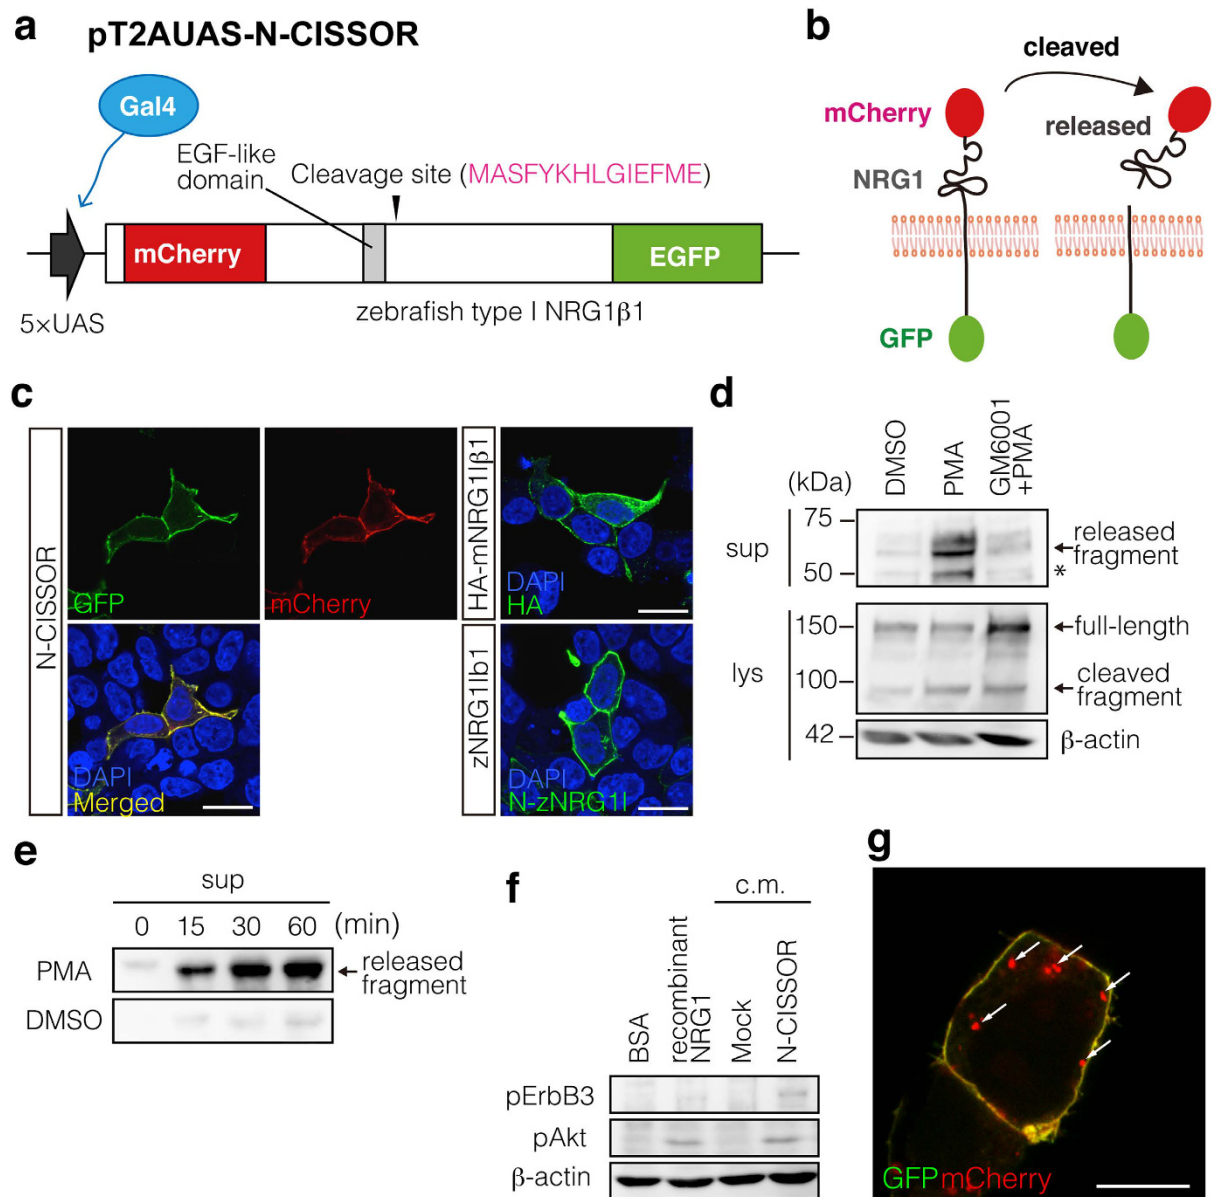 a
pT2AUAS-N-CISSOR
Gal4
EGF-like
domain
Cleavage site (MASFYKHLGIEFME)
mCherry
EGFP
5×UAS
zebrafish type I NRG1β1
b
cleaved
mCherry
released
NRG1
GFP
c
N-CISSOR
GFP
mCherry
DAPI
Merged
HA-mNRG1Iβ1
DAPI
HA
zNRG1Ib1
DAPI
N-zNRG1I
d
(kDa)
DMSO
PMA
GM6001
+PMA
75
sup
50
released
fragment
*
150
full-length
lys
100
cleaved
fragment
42
β-actin
e
sup
0 15 30 60 (min)
PMA
released
fragment
DMSO
f
c.m.
BSA
recombinant
NRG1
Mock
N-CISSOR
pErbB3
pAkt
β-actin
g
GFP mCherry